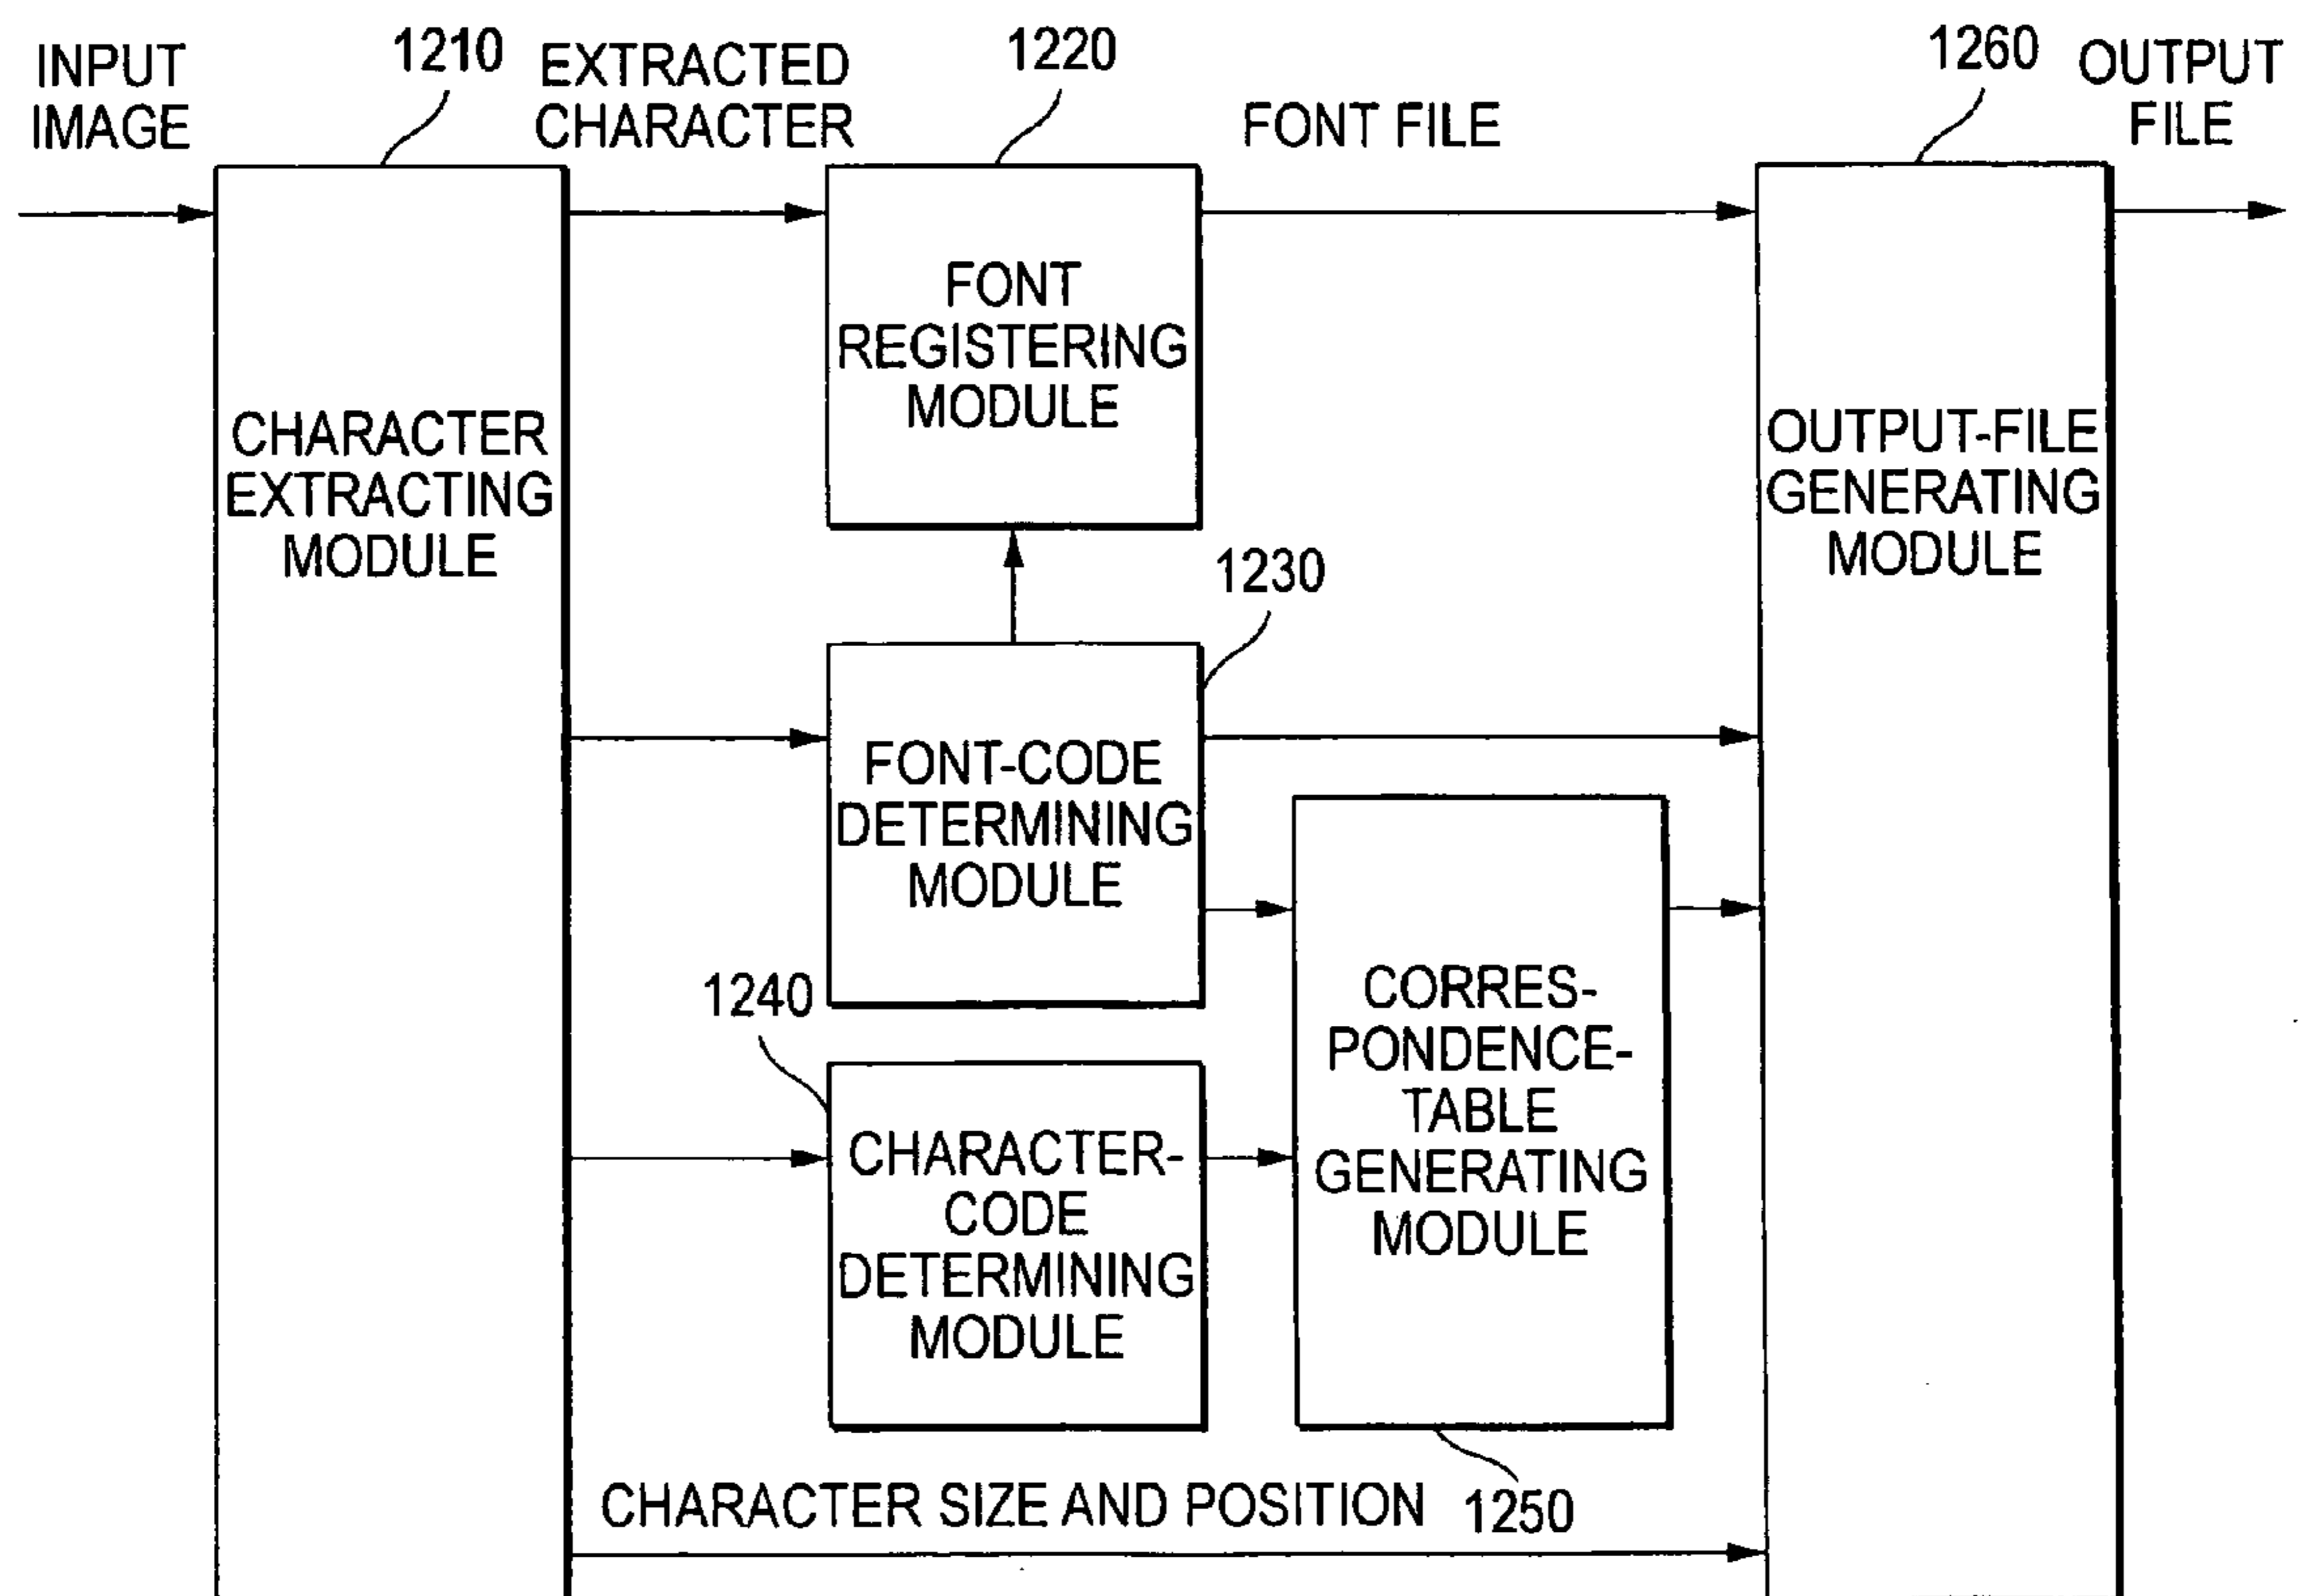 INPUT
IMAGE
1210
EXTRACTED
CHARACTER
1220
FONT FILE
1260
OUTPUT
FILE
CHARACTER
EXTRACTING
MODULE
FONT
REGISTERING
MODULE
OUTPUT-FILE
GENERATING
MODULE
1230
FONT-CODE
DETERMINING
MODULE
1240
CHARACTER-
CODE
DETERMINING
MODULE
CORRES-
PONDENCE-
TABLE
GENERATING
MODULE
CHARACTER SIZE AND POSITION
1250